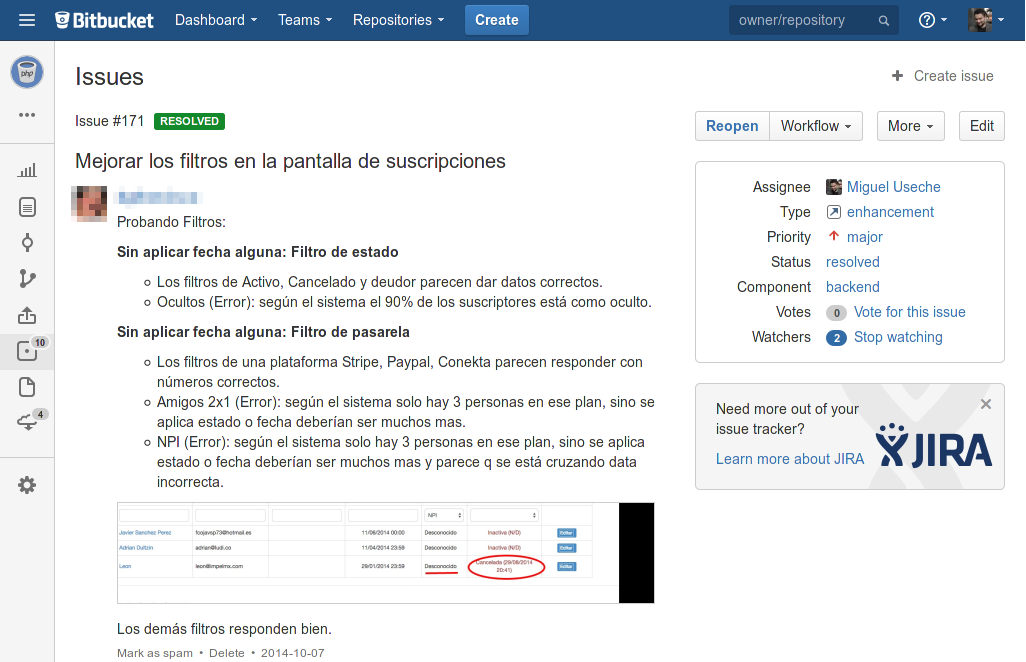 Bitbucket Dashboard Teams Repositories Create owner/repository
php
Issues
Create issue
Issue #171 RESOLVED
Reopen Workflow More Edit
Mejorar los filtros en la pantalla de suscripciones
Probando Filtros:
Sin aplicar fecha alguna: Filtro de estado
Los filtros de Activo, Cancelado y deudor parecen dar datos correctos.
Ocultos (Error): según el sistema el 90% de los suscriptores está como oculto.
Sin aplicar fecha alguna: Filtro de pasarela
Los filtros de una plataforma Stripe, Paypal, Conekta parecen responder con
números correctos.
Amigos 2x1 (Error): según el sistema solo hay 3 personas en ese plan, sino se
aplica estado o fecha deberían ser muchos mas.
NPI (Error): según el sistema solo hay 3 personas en ese plan, sino se aplica
estado o fecha deberían ser muchos mas y parece q se está cruzando data
incorrecta.
NPI
Javier Sanchez Perez foojavsp73@hotmail.es 11/06/2014 00:00 Desconocido Inactiva (N/D) Editar
Adrian Dultzin adrian@ludi.co 11/04/2014 23:59 Desconocido Inactiva (N/D) Editar
Leon leon@limpelmx.com 29/01/2014 23:59 Desconocido Cancelada (29/08/2014 20:41) Editar
Los demás filtros responden bien.
Mark as spam • Delete • 2014-10-07
Assignee Miguel Useche
Type enhancement
Priority major
Status resolved
Component backend
Votes 0 Vote for this issue
Watchers 2 Stop watching
Need more out of your
issue tracker?
Learn more about JIRA
JIRA
10
4